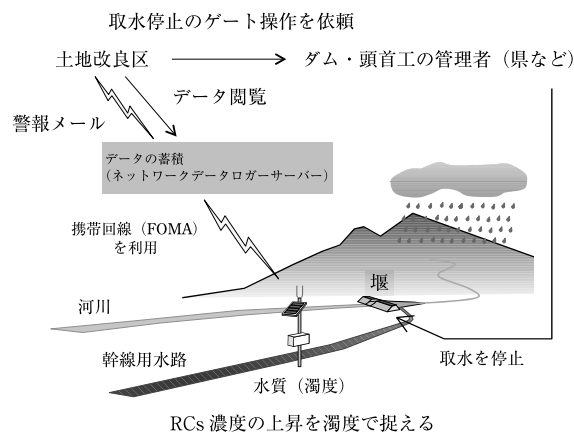 取水停止のゲート操作を依頼
土地改良区
ダム・頭首工の管理者（県など）
データ閲覧
警報メール
データの蓄積
（ネットワークデータロガーサーバー）
携帯回線（FOMA）
を利用
堰
河川
幹線用水路
取水を停止
水質（濁度）
RCs 濃度の上昇を濁度で捉える